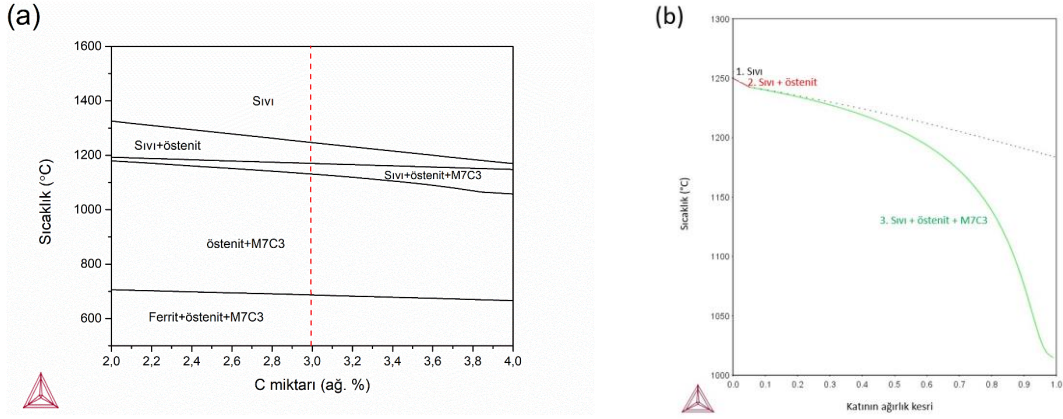 (a)
1600
1400
1200
1000
800
600
Sıcaklık (°C)
Sıvı
Sıvı+östenit
Sıvı+östenit+M7C3
östenit+M7C3
Ferrit+östenit+M7C3
2,0 2,2 2,4 2,6 2,8 3,0 3,2 3,4 3,6 3,8 4,0
C miktarı (ağ. %)
(b)
1300
1250
1200
1150
1100
1050
1000
Sıcaklık (°C)
1. Sıvı
2. Sıvı + östenit
3. Sıvı + östenit + M7C3
0.0 0.1 0.2 0.3 0.4 0.5 0.6 0.7 0.8 0.9 1.0
Katının ağırlık kesri